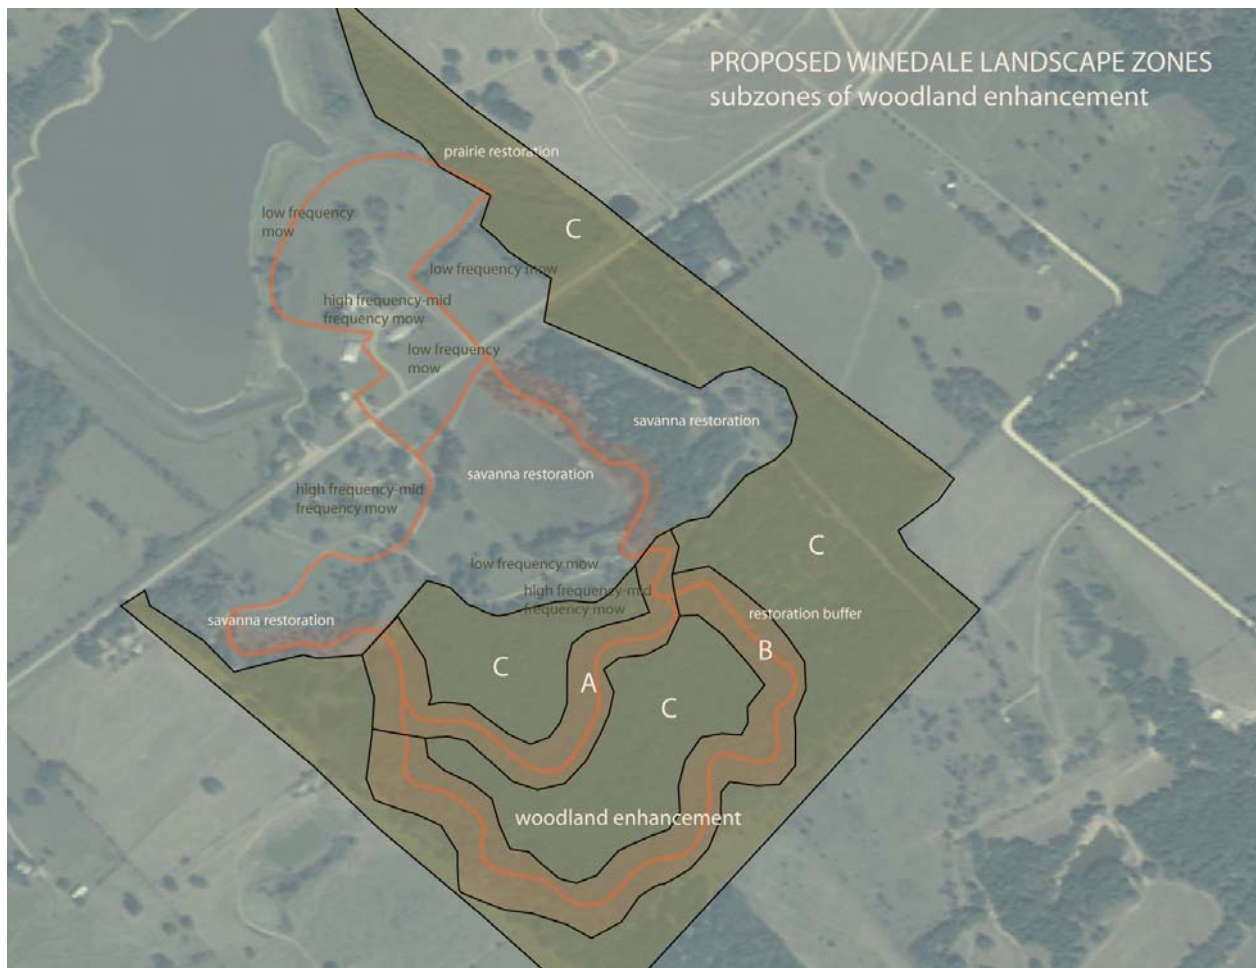 PROPOSED WINEDALE LANDSCAPE ZONES
subzones of woodland enhancement
prairie restoration
low frequency
mow
C
low frequency mow
high frequency-mid
frequency mow
low frequency
mow
savanna restoration
savanna restoration
high frequency-mid
frequency mow
C
low frequency mow
high frequency-mid
frequency mow
restoration buffer
savanna restoration
B
C
A
C
woodland enhancement